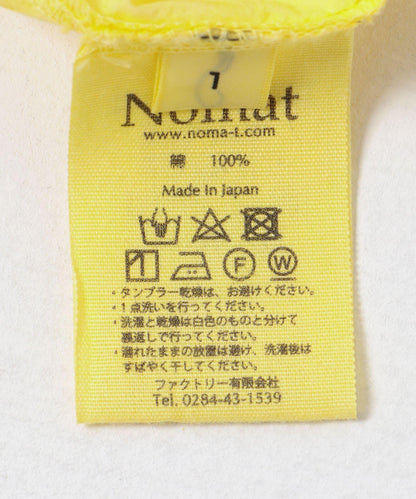 1
Nomat
www.noma-t.com
綿 100%
Made in Japan
F W
・タンブラー乾燥は、お避けください。
・1点洗いを行ってください。
・洗濯と乾燥は白色のものと分けて
裏返しで行ってください。
・濡れたままの放置は避け、洗濯後は
すばやく干してください。
ファクトリー有限会社
Tel. 0284-43-1539